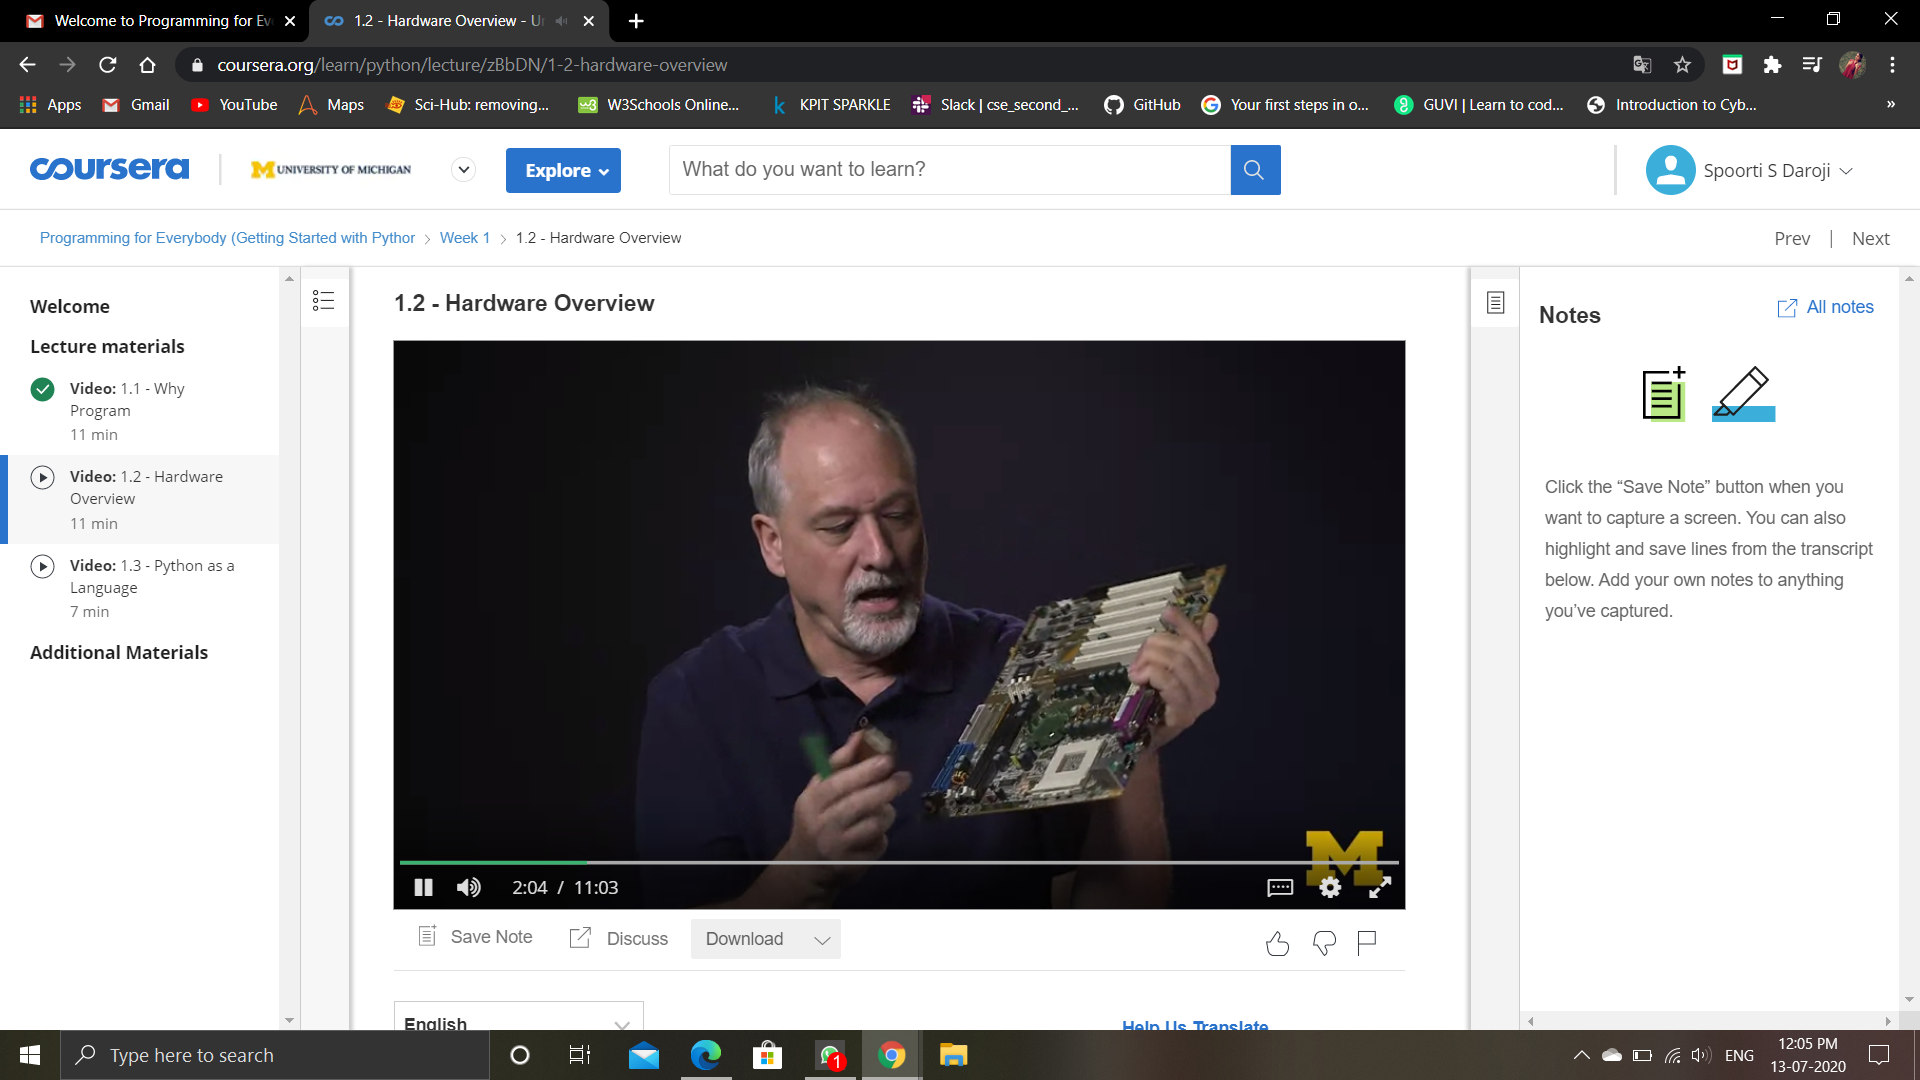 Welcome to Programming for Ev
1.2 - Hardware Overview - Un
coursera.org/learn/python/lecture/zBbDN/1-2-hardware-overview
Apps
Gmail
YouTube
Maps
Sci-Hub: removing...
W3Schools Online...
KPIT SPARKLE
Slack | cse_second_...
GitHub
Your first steps in o...
GUVI | Learn to cod...
Introduction to Cyb...
»
coursera
M UNIVERSITY OF MICHIGAN
Explore
What do you want to learn?
Spoorti S Daroji
Programming for Everybody (Getting Started with Pythor
Week 1
1.2 - Hardware Overview
Prev | Next
Welcome
Lecture materials
Video: 1.1 - Why
Program
11 min
Video: 1.2 - Hardware
Overview
11 min
Video: 1.3 - Python as a
Language
7 min
Additional Materials
1.2 - Hardware Overview
M
2:04 / 11:03
Save Note
Discuss
Download
English
Help Us Translate
Notes
All notes
Click the “Save Note” button when you
want to capture a screen. You can also
highlight and save lines from the transcript
below. Add your own notes to anything
you’ve captured.
Type here to search
1
ENG
12:05 PM
13-07-2020